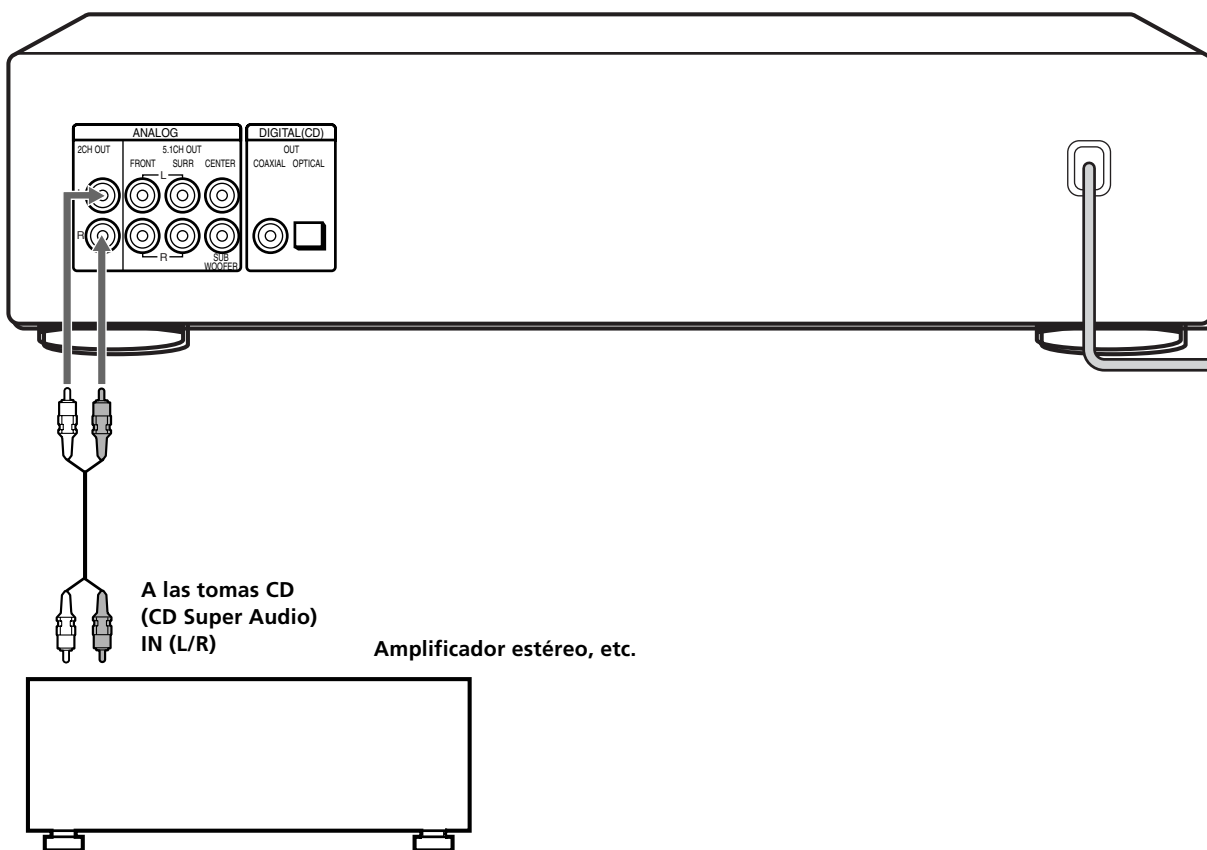 ANALOG
DIGITAL(CD)
2CH OUT
5.1CH OUT
OUT
FRONT SURR CENTER
COAXIAL OPTICAL
L
R
R
SUB
WOOFER
A las tomas CD
(CD Super Audio)
IN (L/R)
Amplificador estéreo, etc.